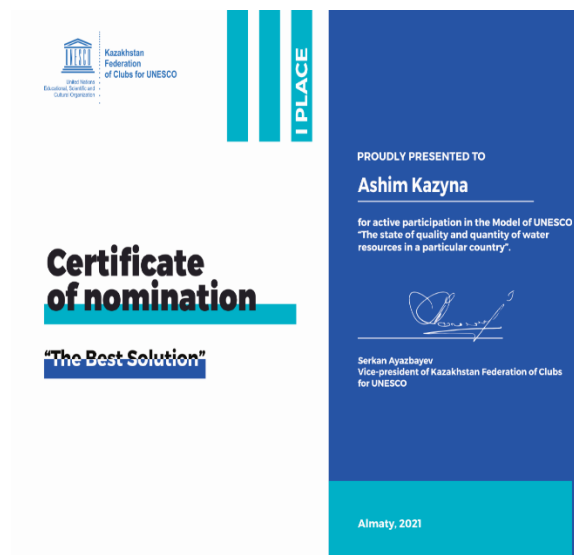 UNESCO
United Nations
Educational, Scientific and
Cultural Organization
Kazakhstan
Federation
of Clubs for UNESCO
I PLACE
Certificate
of nomination
“The Best Solution”
PROUDLY PRESENTED TO
Ashim Kazyna
for active participation in the Model of UNESCO
“The state of quality and quantity of water
resources in a particular country”.
Serkan Ayazbayev
Vice-president of Kazakhstan Federation of Clubs
for UNESCO
Almaty, 2021